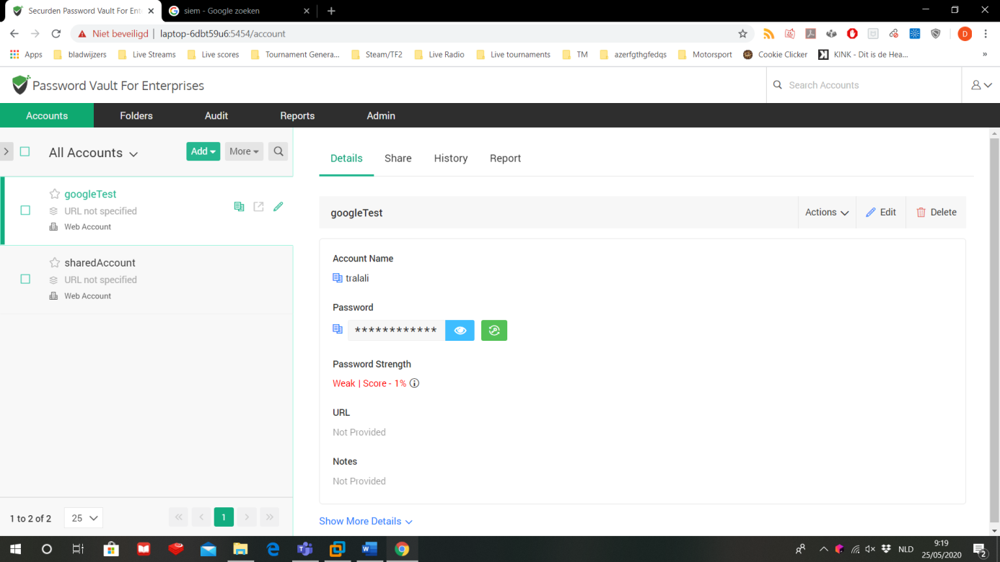 Securden Password Vault For Ent
siem - Google zoeken
Niet beveiligd | laptop-6dbt59u6:5454/account
D
Apps bladwijzers Live Streams Live scores Tournament Genera... Steam/TF2 Live Radio Live tournaments TM azerfgthgfedqs Motorsport Cookie Clicker KINK - Dit is de Hea... »
Password Vault For Enterprises
Search Accounts
Accounts Folders Audit Reports Admin
All Accounts
Add
More
Details Share History Report
googleTest
URL not specified
Web Account
sharedAccount
URL not specified
Web Account
googleTest
Actions
Edit
Delete
Account Name
tralali
Password
************
Password Strength
Weak | Score - 1%
URL
Not Provided
Notes
Not Provided
Show More Details
1 to 2 of 2
25
« ‹ 1 › »
NLD
9:19
25/05/2020
2